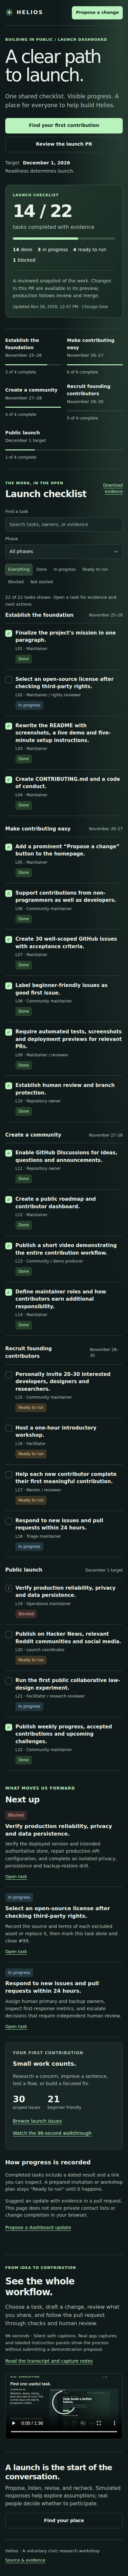 HELIOS
Propose a change
BUILDING IN PUBLIC / LAUNCH DASHBOARD
A clear path
to launch.
One shared checklist. Visible progress. A
place for everyone to help build Helios.
Find your first contribution
Review the launch PR
Target December 1, 2026
Readiness determines launch.
LAUNCH CHECKLIST
14 / 22
tasks completed with evidence
14 done 3 in progress 4 ready to run
1 blocked
A reviewed snapshot of the work. Changes
in this PR are available in its preview;
production follows review and merge.
Updated Nov 26, 2026, 12:47 PM · Chicago time
Establish the
foundation
November 25–26
3 of 4 complete
Make contributing
easy
November 26–27
6 of 6 complete
Create a community
November 27–28
4 of 4 complete
Recruit founding
contributors
November 28–30
0 of 4 complete
Public launch
December 1 target
1 of 4 complete
THE WORK, IN THE OPEN
Launch checklist
Download
evidence
Find a task
Search tasks, owners, or evidence
Phase
All phases
Everything Done In progress Ready to run
Blocked Not started
22 of 22 tasks shown. Open a task for evidence and
next actions.
Establish the foundation November 25–26
Finalize the project's mission in one
paragraph.
L01 · Maintainer
Done
Select an open-source license after
checking third-party rights.
L02 · Maintainer / rights reviewer
In progress
Rewrite the README with
screenshots, a live demo and five-
minute setup instructions.
L03 · Maintainer
Done
Create CONTRIBUTING.md and a code
of conduct.
L04 · Maintainer
Done
Make contributing easy November 26–27
Add a prominent "Propose a change"
button to the homepage.
L05 · Maintainer
Done
Support contributions from non-
programmers as well as developers.
L06 · Community maintainer
Done
Create 30 well-scoped GitHub issues
with acceptance criteria.
L07 · Maintainer
Done
Label beginner-friendly issues as
good first issue.
L08 · Community maintainer
Done
Require automated tests, screenshots
and deployment previews for relevant
PRs.
L09 · Maintainer / reviewer
Done
Establish human review and branch
protection.
L10 · Repository owner
Done
Create a community November 27–28
Enable GitHub Discussions for ideas,
questions and announcements.
L11 · Repository owner
Done
Create a public roadmap and
contributor dashboard.
L12 · Maintainer
Done
Publish a short video demonstrating
the entire contribution workflow.
L13 · Community / demo producer
Done
Define maintainer roles and how
contributors earn additional
responsibility.
L14 · Maintainer
Done
Recruit founding
contributors
November 28–
30
Personally invite 20–30 interested
developers, designers and
researchers.
L15 · Community maintainer
Ready to run
Host a one-hour introductory
workshop.
L16 · Facilitator
Ready to run
Help each new contributor complete
their first meaningful contribution.
L17 · Mentor / reviewer
Ready to run
Respond to new issues and pull
requests within 24 hours.
L18 · Triage maintainer
In progress
Public launch December 1 target
Verify production reliability, privacy
and data persistence.
L19 · Operations maintainer
Blocked
Publish on Hacker News, relevant
Reddit communities and social media.
L20 · Launch coordinator
Ready to run
Run the first public collaborative law-
design experiment.
L21 · Facilitator / research reviewer
In progress
Publish weekly progress, accepted
contributions and upcoming
challenges.
L22 · Community maintainer
Done
WHAT MOVES US FORWARD
Next up
Blocked
Verify production reliability, privacy
and data persistence.
Verify the deployed version and intended
authoritative store, repair production API
configuration, and complete an isolated privacy,
persistence and backup-restore drill.
Open task
In progress
Select an open-source license after
checking third-party rights.
Record the source and terms of all excluded
assets or replace it, then mark this task done and
close #99.
Open task
In progress
Respond to new issues and pull
requests within 24 hours.
Assign human primary and backup owners,
inspect first-response metrics, and escalate
decisions that require independent human review.
Open task
YOUR FIRST CONTRIBUTION
Small work counts.
Research a concern, improve a sentence,
test a flow, or build a focused fix.
30
scoped issues
21
beginner friendly
Browse launch issues
Watch the 96-second walkthrough
How progress is recorded
Completed tasks include a dated source and a link
to work or inspection. A prepared invitation or workshop
plan stays "Ready to run" until it happens.
Suggest an update with evidence in a pull request.
This page does not store private contact lists or
change completion in your browser.
Propose a dashboard update
FROM IDEA TO CONTRIBUTION
See the whole
workflow.
Choose a task, draft a change, review your
work, or share, follow the pull request
through checks and human review.
96 seconds · Silent with captions. Real app captures
and labeled instruction panels show the process
without submitting a demonstration proposal.
Read the transcript and capture notes
Find one useful task.
0:00 / 1:36
A launch is the start of the
conversation.
Propose, listen, revise, and recheck. Simulated
responses help explore assumptions; real
people decide whether to participate.
Find your place
Helios · A voluntary civic research workshop
Source & evidence